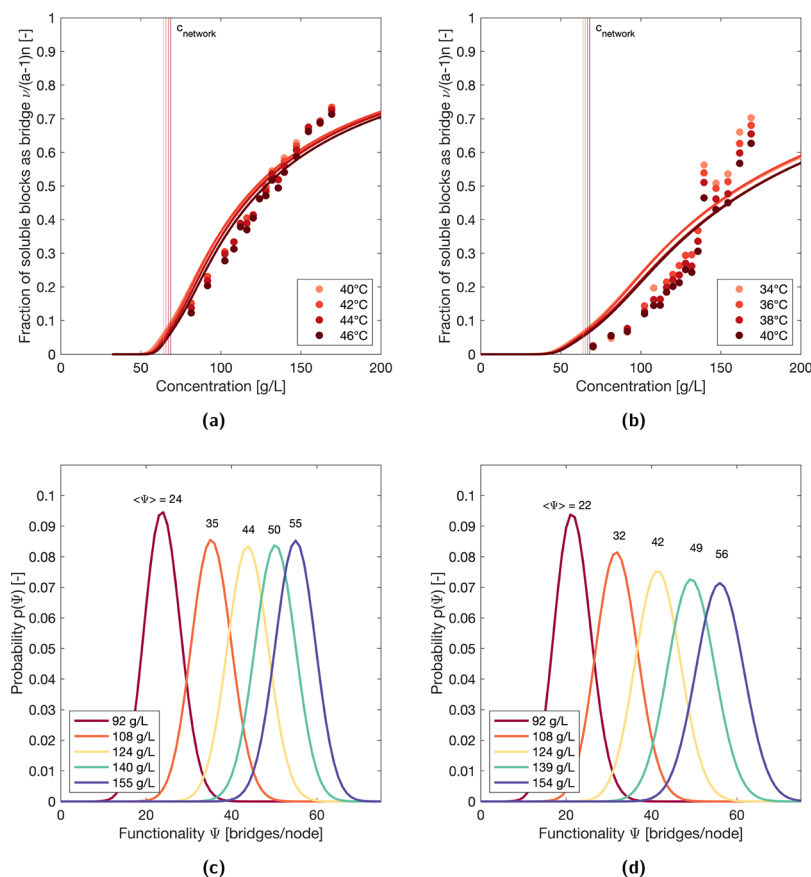 1
0.9
0.8
0.7
0.6
0.5
0.4
0.3
0.2
0.1
0
0 50 100 150 200
Concentration [g/L]
Fraction of soluble blocks as bridge ν/(a-1)n [-]
c_network
40°C
42°C
44°C
46°C
(a)
1
0.9
0.8
0.7
0.6
0.5
0.4
0.3
0.2
0.1
0
0 50 100 150 200
Concentration [g/L]
Fraction of soluble blocks as bridge ν/(a-1)n [-]
c_network
34°C
36°C
38°C
40°C
(b)
0.1
0.09
0.08
0.07
0.06
0.05
0.04
0.03
0.02
0.01
0
0 20 40 60
Functionality Ψ [bridges/node]
Probability p(Ψ) [-]
<Ψ> = 24
35
44
50
55
92 g/L
108 g/L
124 g/L
140 g/L
155 g/L
(c)
0.1
0.09
0.08
0.07
0.06
0.05
0.04
0.03
0.02
0.01
0
0 20 40 60
Functionality Ψ [bridges/node]
Probability p(Ψ) [-]
<Ψ> = 22
32
42
49
56
92 g/L
108 g/L
124 g/L
139 g/L
154 g/L
(d)